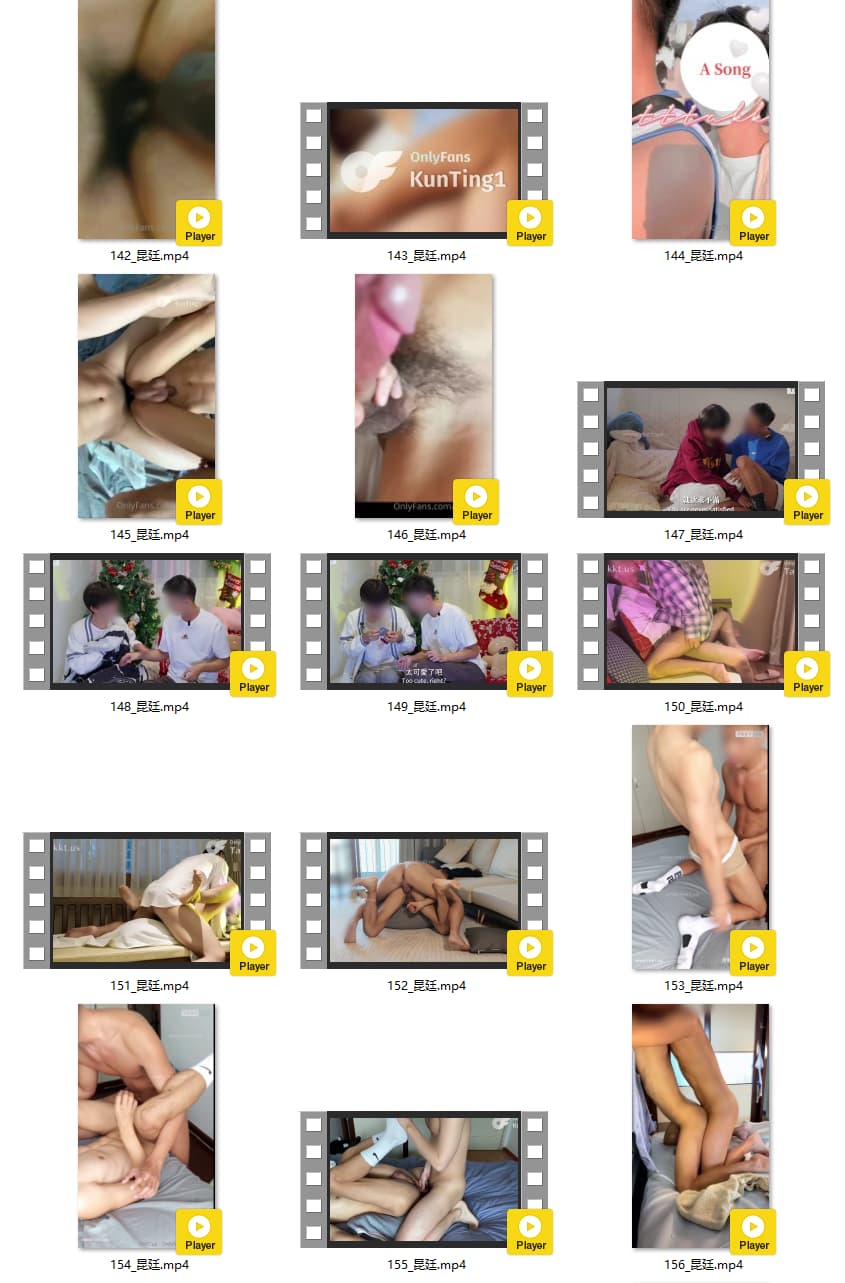 Player
142_昆廷.mp4
OnlyFans
KunTing1
Player
143_昆廷.mp4
A Song
Player
144_昆廷.mp4
Player
145_昆廷.mp4
OnlyFans.com
Player
146_昆廷.mp4
Player
147_昆廷.mp4
Player
148_昆廷.mp4
太可愛了吧
Too cute, right?
Player
149_昆廷.mp4
kkt.us
Player
150_昆廷.mp4
kkt.us
Player
151_昆廷.mp4
Player
152_昆廷.mp4
Player
153_昆廷.mp4
Player
154_昆廷.mp4
Player
155_昆廷.mp4
Player
156_昆廷.mp4